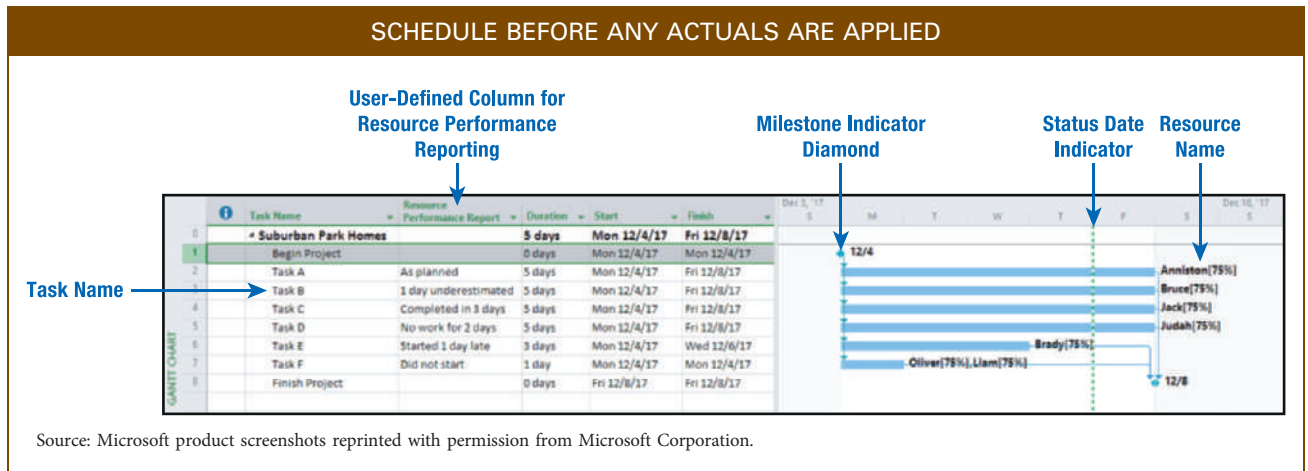 SCHEDULE BEFORE ANY ACTUALS ARE APPLIED
User-Defined Column for
Resource Performance
Reporting
Milestone Indicator
Diamond
Status Date
Indicator
Resource
Name
Task Name
GANTT CHART
Task Name Resource Performance Report Duration Start Finish
Dec 3, '17 Dec 10, '17
S M T W T F S S
0 Suburban Park Homes 5 days Mon 12/4/17 Fri 12/8/17
1 Begin Project 0 days Mon 12/4/17 Mon 12/4/17 12/4
2 Task A As planned 5 days Mon 12/4/17 Fri 12/8/17 Anniston[75%]
3 Task B 1 day underestimated 5 days Mon 12/4/17 Fri 12/8/17 Bruce[75%]
4 Task C Completed in 3 days 5 days Mon 12/4/17 Fri 12/8/17 Jack[75%]
5 Task D No work for 2 days 5 days Mon 12/4/17 Fri 12/8/17 Judah[75%]
6 Task E Started 1 day late 3 days Mon 12/4/17 Wed 12/6/17 Brady[75%]
7 Task F Did not start 1 day Mon 12/4/17 Mon 12/4/17 Oliver[75%],Liam[75%]
8 Finish Project 0 days Fri 12/8/17 Fri 12/8/17 12/8
Source: Microsoft product screenshots reprinted with permission from Microsoft Corporation.